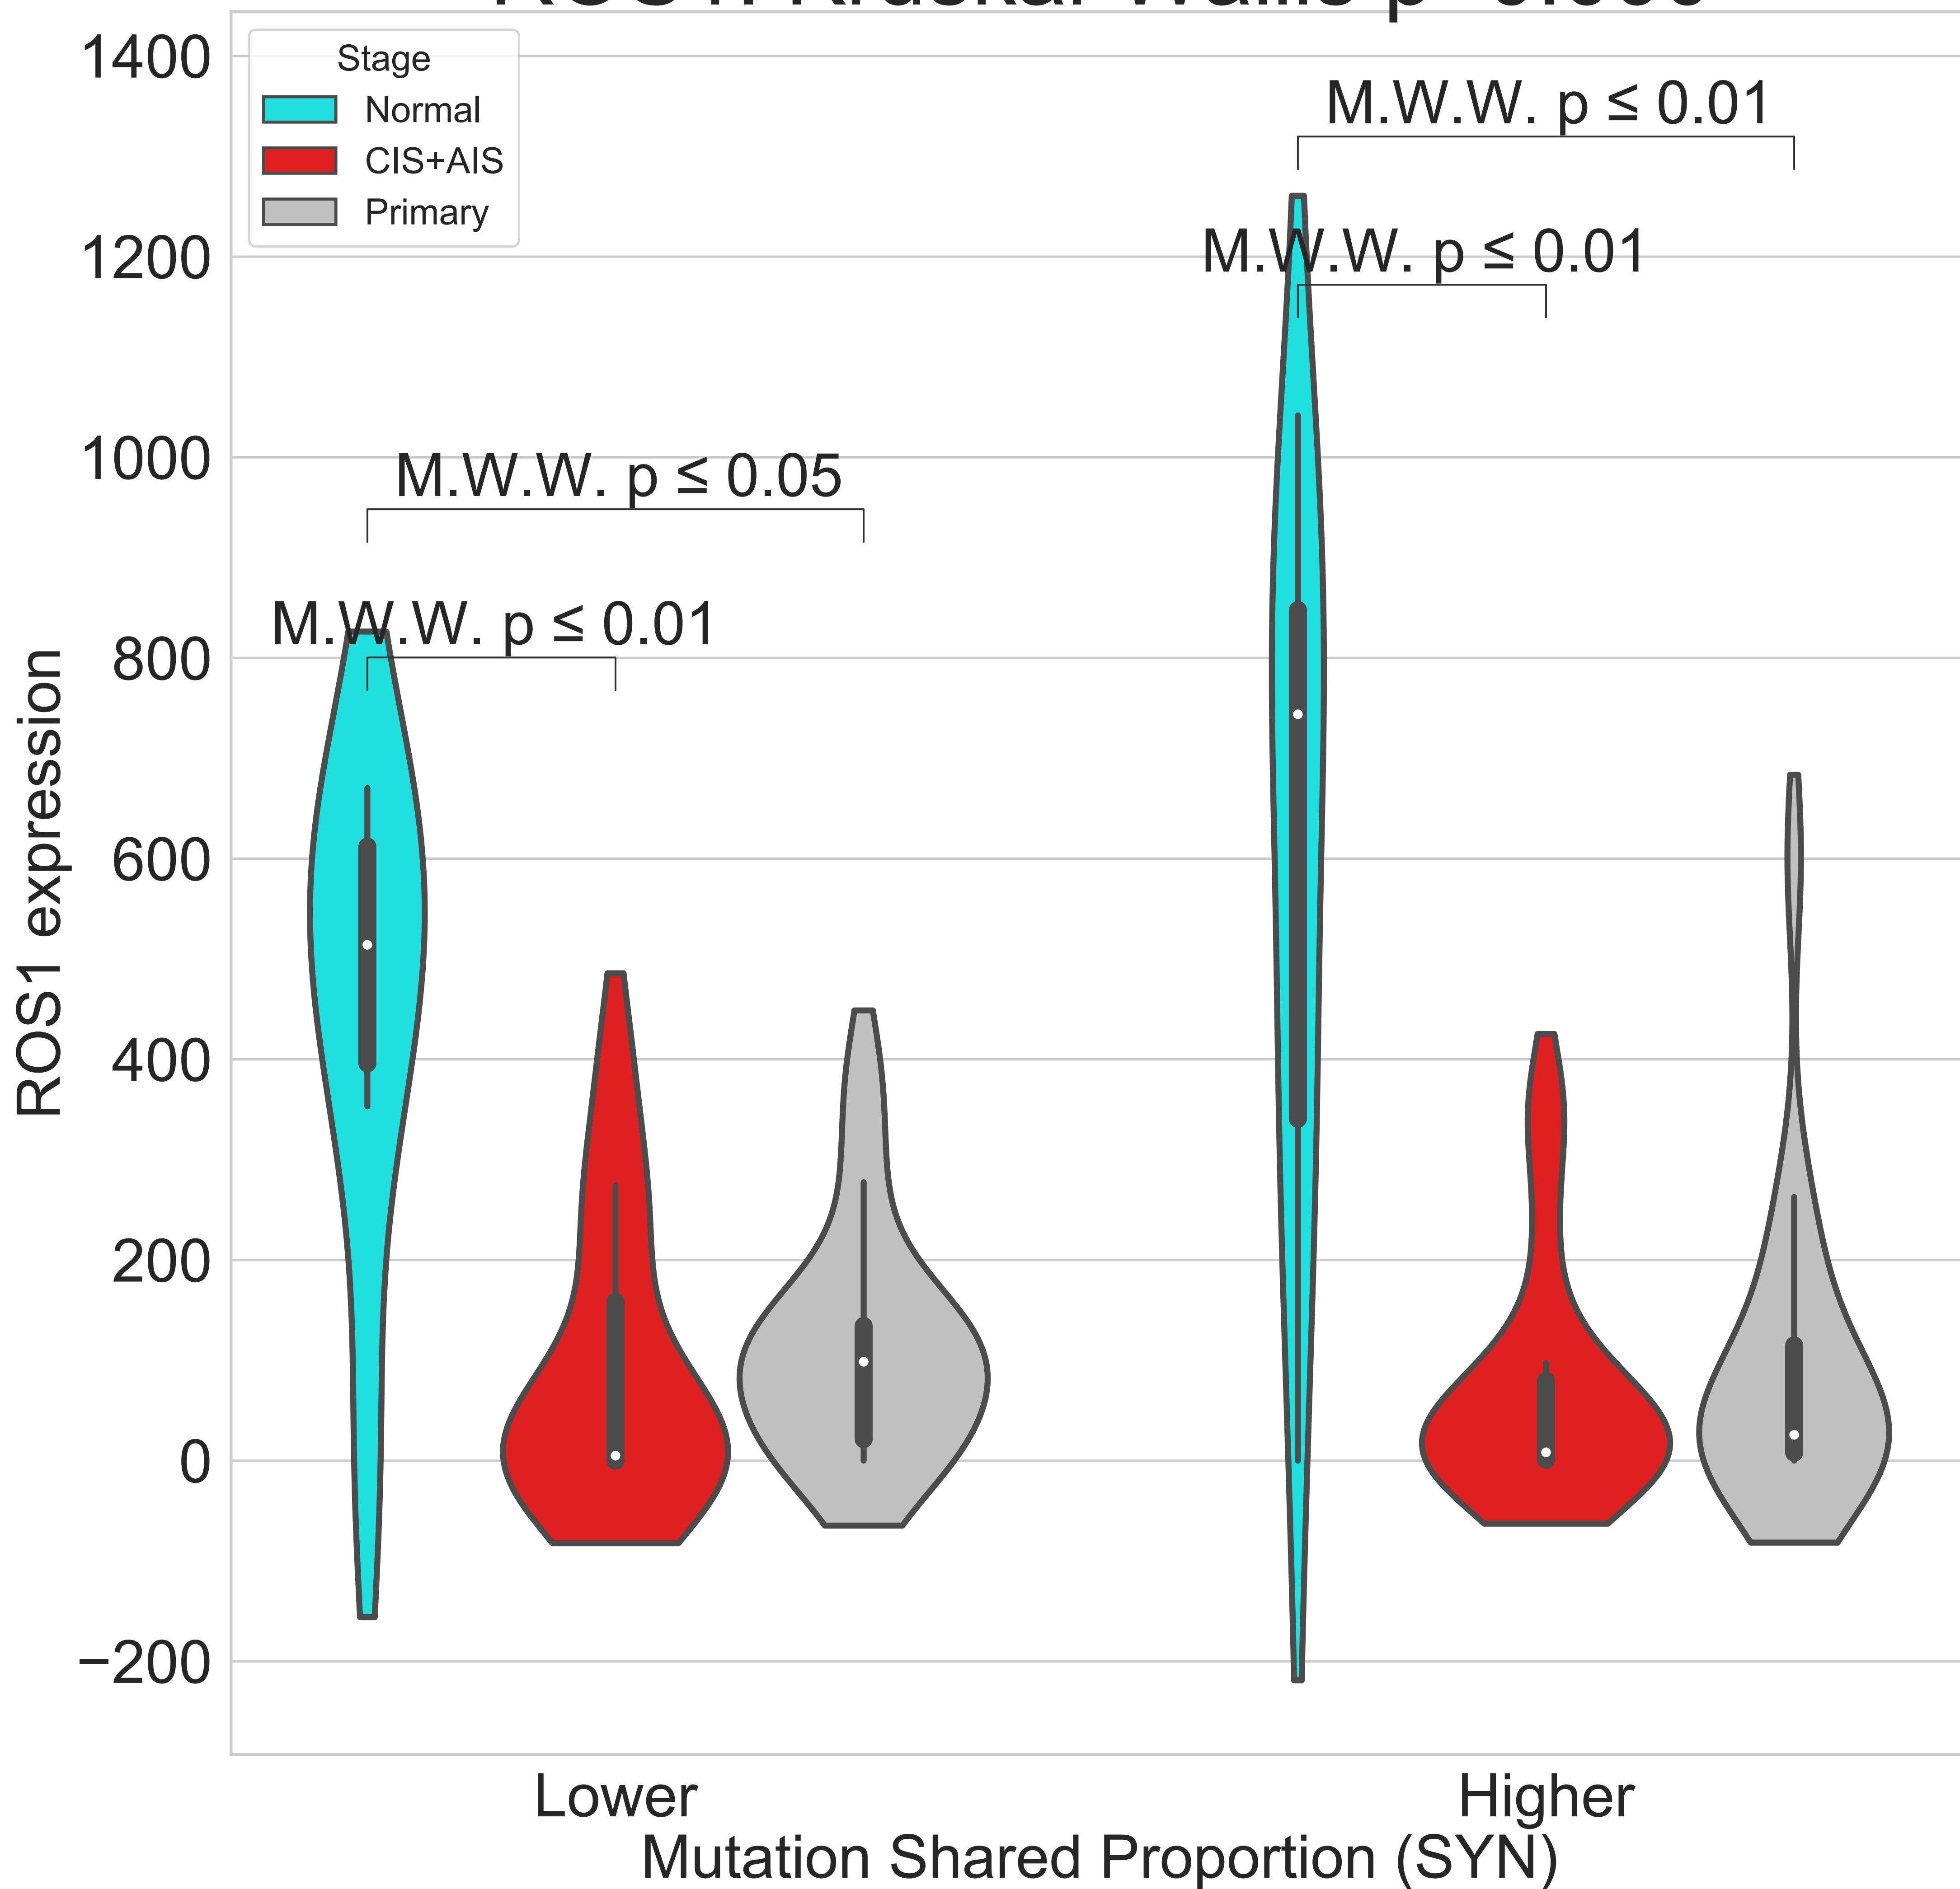 Stage
Normal
CIS+AIS
Primary
M.W.W. p ≤ 0.01
M.W.W. p ≤ 0.01
M.W.W. p ≤ 0.05
M.W.W. p ≤ 0.01
1400
1200
1000
800
600
400
200
0
−200
ROS1 expression
Lower
Higher
Mutation Shared Proportion (SYN)